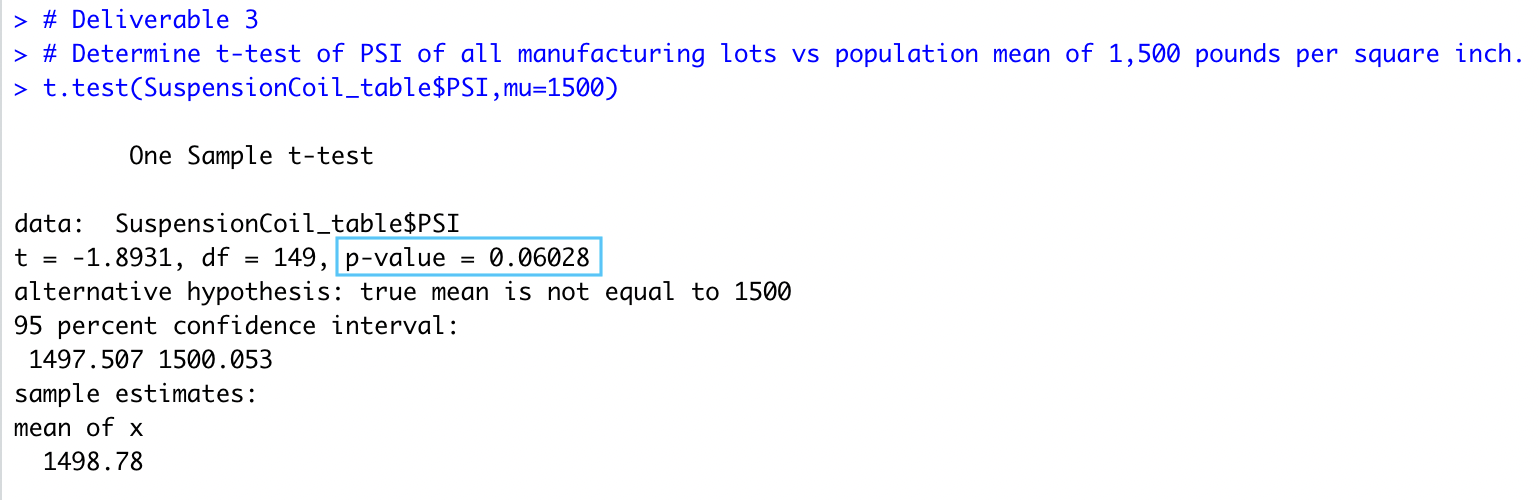 > # Deliverable 3
> # Determine t-test of PSI of all manufacturing lots vs population mean of 1,500 pounds per square inch.
> t.test(SuspensionCoil_table$PSI,mu=1500)
One Sample t-test
data:  SuspensionCoil_table$PSI
t = -1.8931, df = 149, p-value = 0.06028
alternative hypothesis: true mean is not equal to 1500
95 percent confidence interval:
1497.507 1500.053
sample estimates:
mean of x
1498.78